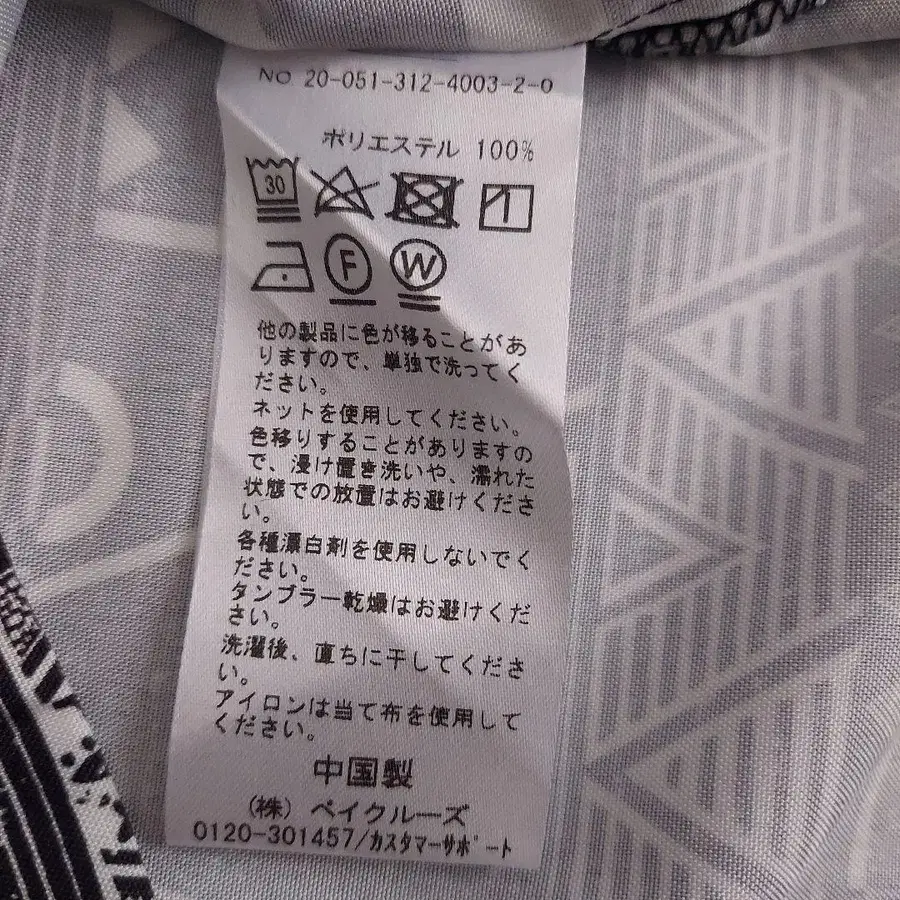 NO 20-051-312-4003-2-0
ポリエステル 100%
30
F W
他の製品に色が移ることがあ
りますので、単独で洗ってく
ださい。
ネットを使用してください。
色移りすることがありますの
で、浸け置き洗いや、濡れた
状態での放置はお避けくださ
い。
各種漂白剤を使用しないでく
ださい。
タンブラー乾燥はお避けくだ
さい。
洗濯後、直ちに干してくださ
い。
アイロンは当て布を使用して
ください。
中国製
(株) ベイクルーズ
0120-301457/カスタマーサポート